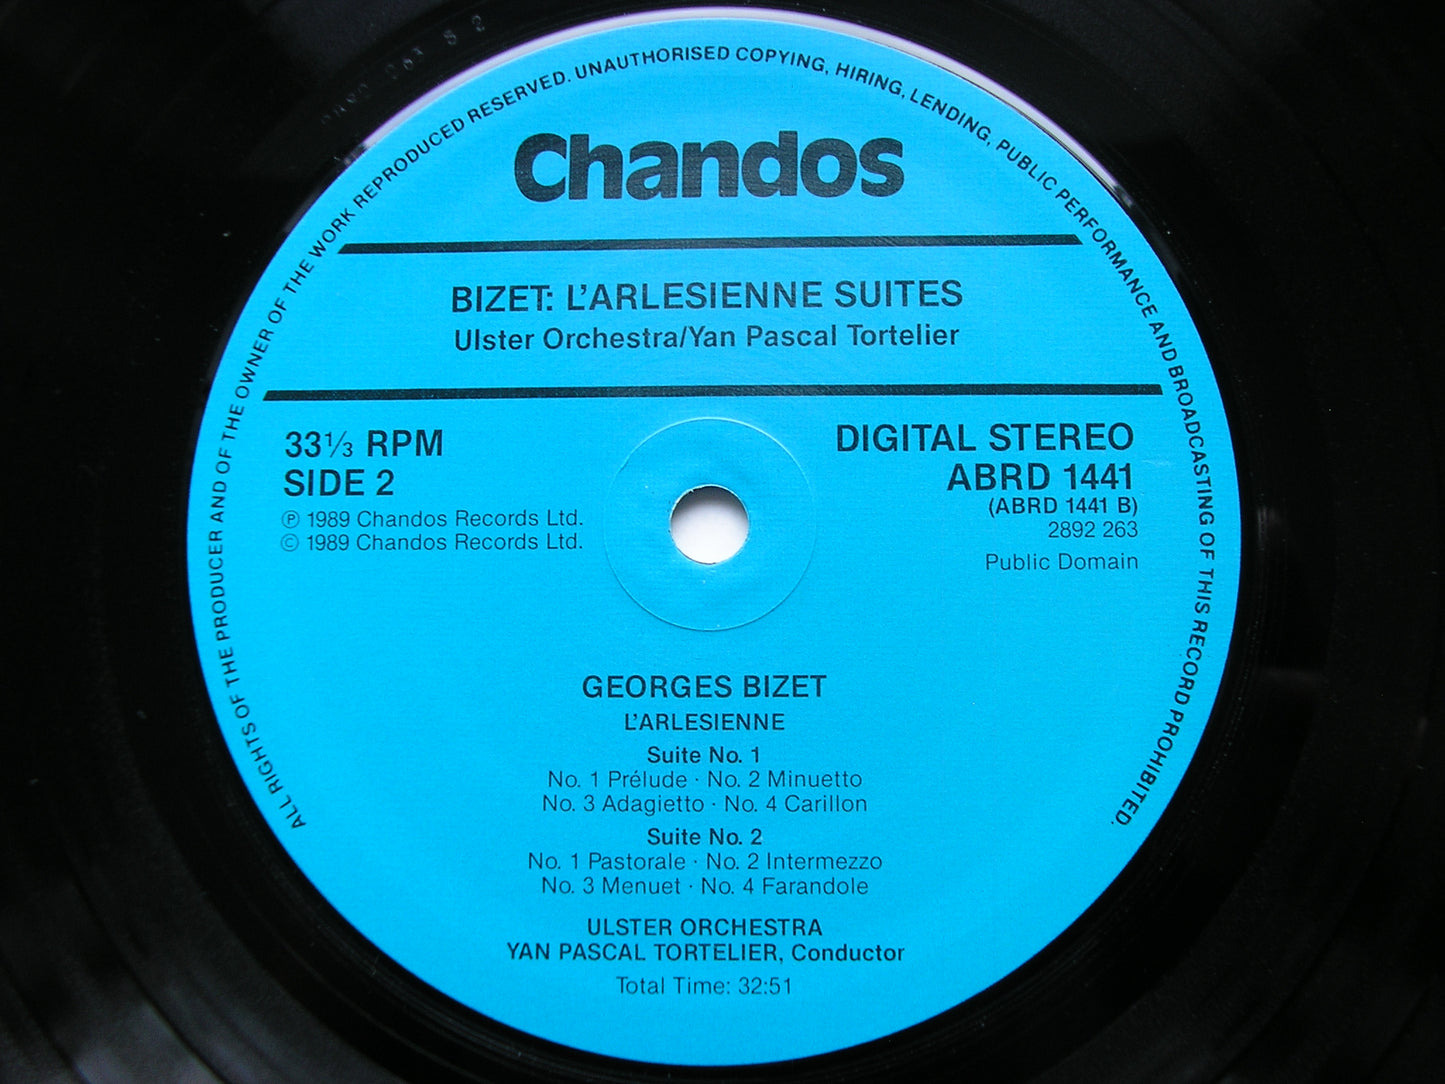 ALL RIGHTS OF THE PRODUCER AND OF THE OWNER OF THE WORK REPRODUCED RESERVED. UNAUTHORISED COPYING, HIRING, LENDING, PUBLIC PERFORMANCE AND BROADCASTING OF THIS RECORD PROHIBITED.
Chandos
BIZET: L'ARLESIENNE SUITES
Ulster Orchestra/Yan Pascal Tortelier
33⅓ RPM
SIDE 2
℗ 1989 Chandos Records Ltd.
© 1989 Chandos Records Ltd.
DIGITAL STEREO
ABRD 1441
(ABRD 1441 B)
2892 263
Public Domain
GEORGES BIZET
L'ARLESIENNE
Suite No. 1
No. 1 Prélude · No. 2 Minuetto
No. 3 Adagietto · No. 4 Carillon
Suite No. 2
No. 1 Pastorale · No. 2 Intermezzo
No. 3 Menuet · No. 4 Farandole
ULSTER ORCHESTRA
YAN PASCAL TORTELIER, Conductor
Total Time: 32:51